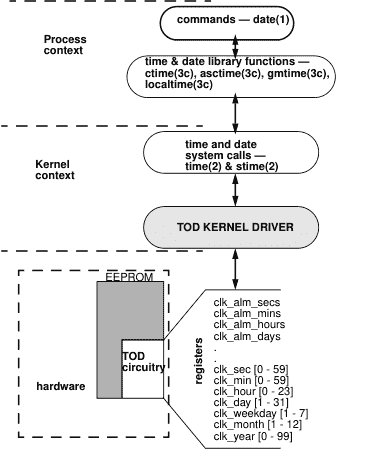 commands — date(1)
Process
context
time & date library functions —
ctime(3c), asctime(3c), gmtime(3c),
localtime(3c)
time and date
system calls —
time(2) & stime(2)
Kernel
context
TOD KERNEL DRIVER
EEPROM
TOD
circuitry
hardware
registers
clk_alm_secs
clk_alm_mins
clk_alm_hours
clk_alm_days
.
.
clk_sec [0 - 59]
clk_min [0 - 59]
clk_hour [0 - 23]
clk_day [1 - 31]
clk_weekday [1 - 7]
clk_month [1 - 12]
clk_year [0 - 99]